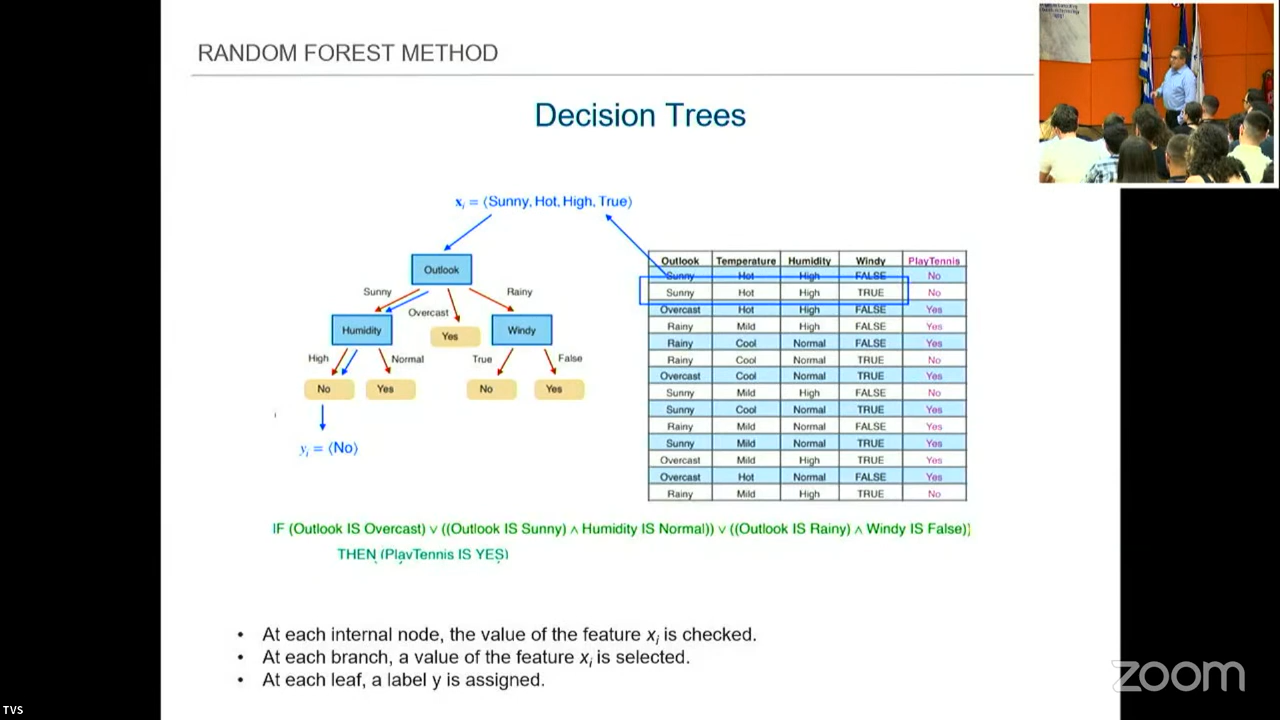 RANDOM FOREST METHOD
Decision Trees
xᵢ = ⟨Sunny, Hot, High, True⟩
Outlook
Sunny
Overcast
Rainy
Humidity
Yes
Windy
High
Normal
True
False
No
Yes
No
Yes
yᵢ = ⟨No⟩
Outlook Temperature Humidity Windy PlayTennis
Sunny Hot High FALSE No
Sunny Hot High TRUE No
Overcast Hot High FALSE Yes
Rainy Mild High FALSE Yes
Rainy Cool Normal FALSE Yes
Rainy Cool Normal TRUE No
Overcast Cool Normal TRUE Yes
Sunny Mild High FALSE No
Sunny Cool Normal TRUE Yes
Rainy Mild Normal FALSE Yes
Sunny Mild Normal TRUE Yes
Overcast Mild High TRUE Yes
Overcast Hot Normal FALSE Yes
Rainy Mild High TRUE No
IF (Outlook IS Overcast) ∨ ((Outlook IS Sunny) ∧ Humidity IS Normal)) ∨ ((Outlook IS Rainy) ∧ Windy IS False))
THEN (PlayTennis IS YES)
• At each internal node, the value of the feature xᵢ is checked.
• At each branch, a value of the feature xᵢ is selected.
• At each leaf, a label y is assigned.
zoom
TVS